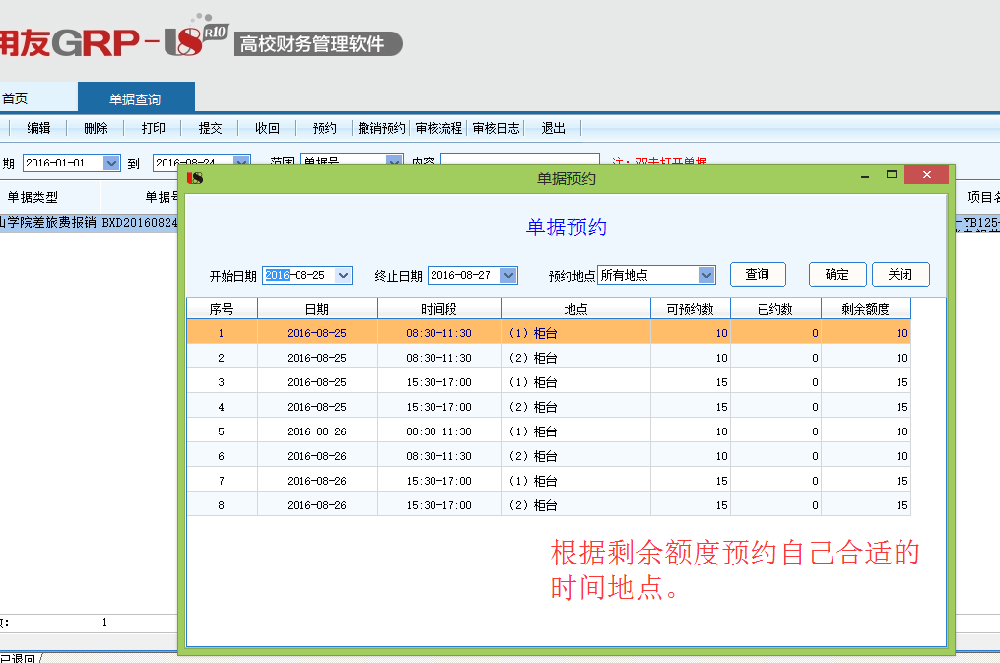 用友GRP-US R10 高校财务管理软件
首页 单据查询
编辑 删除 打印 提交 收回 预约 撤销预约 审核流程 审核日志 退出
期 2016-01-01 到 2016-08-24 范围 单据号 内容 注: 双击打开单据
US 单据预约
单据类型 单据号 项目名
山学院差旅费报销 BXD20160824 -YB125-
单据预约
开始日期 2016-08-25 终止日期 2016-08-27 预约地点 所有地点 查询 确定 关闭
序号 日期 时间段 地点 可预约数 已约数 剩余额度
1 2016-08-25 08:30-11:30 (1) 柜台 10 0 10
2 2016-08-25 08:30-11:30 (2) 柜台 10 0 10
3 2016-08-25 15:30-17:00 (1) 柜台 15 0 15
4 2016-08-25 15:30-17:00 (2) 柜台 15 0 15
5 2016-08-26 08:30-11:30 (1) 柜台 10 0 10
6 2016-08-26 08:30-11:30 (2) 柜台 10 0 10
7 2016-08-26 15:30-17:00 (1) 柜台 15 0 15
8 2016-08-26 15:30-17:00 (2) 柜台 15 0 15
根据剩余额度预约自己合适的
时间地点。
1
已退回